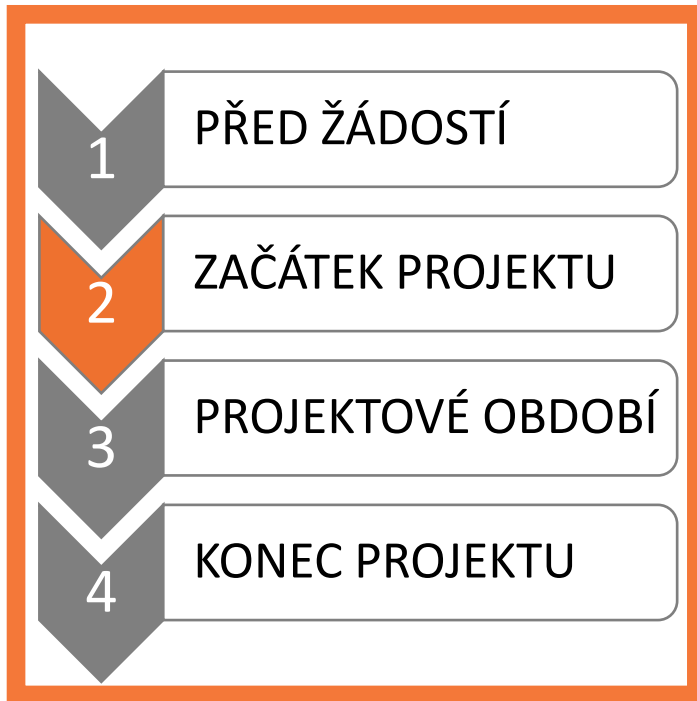 1 PŘED ŽÁDOSTÍ
2 ZAČÁTEK PROJEKTU
3 PROJEKTOVÉ OBDOBÍ
4 KONEC PROJEKTU